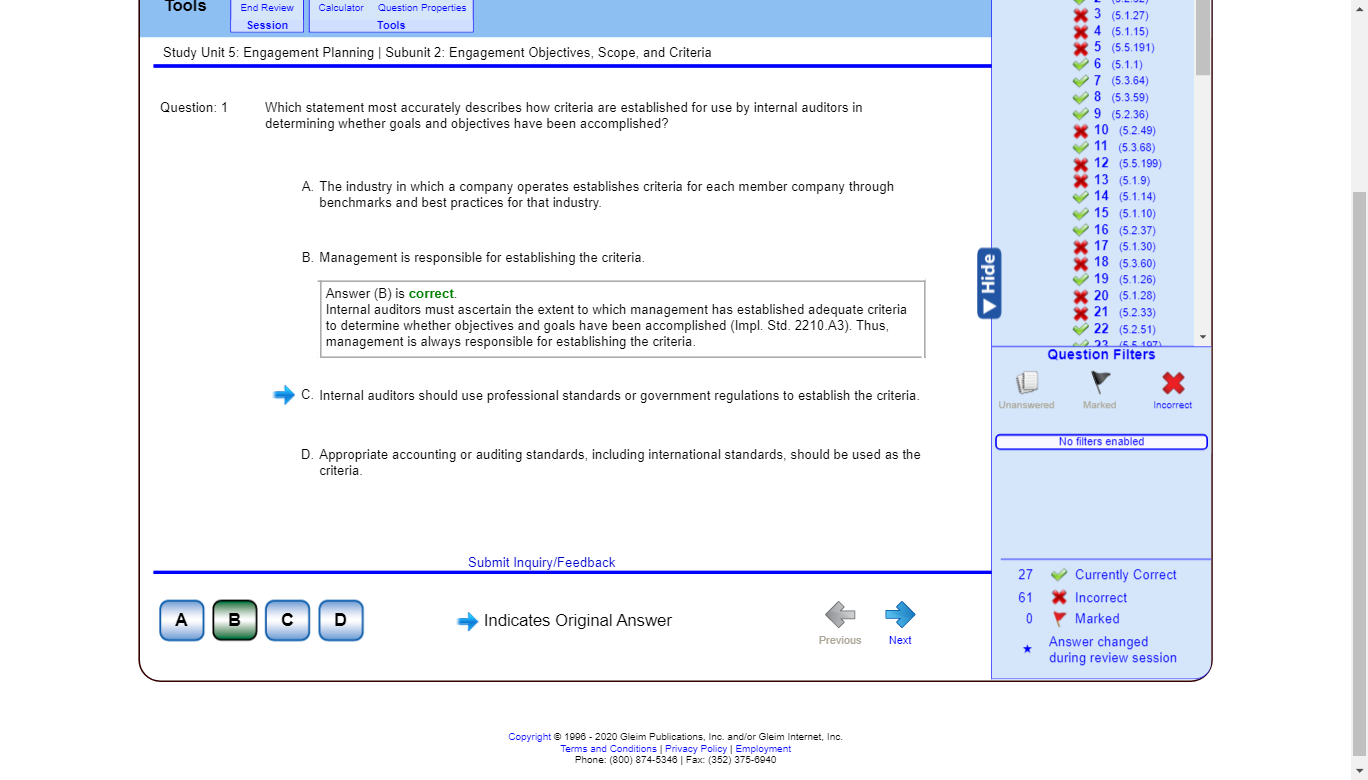 Tools
End Review
Session
Calculator Question Properties
Tools
Study Unit 5: Engagement Planning | Subunit 2: Engagement Objectives, Scope, and Criteria
Question: 1
Which statement most accurately describes how criteria are established for use by internal auditors in
determining whether goals and objectives have been accomplished?
A. The industry in which a company operates establishes criteria for each member company through
benchmarks and best practices for that industry.
B. Management is responsible for establishing the criteria.
Answer (B) is correct.
Internal auditors must ascertain the extent to which management has established adequate criteria
to determine whether objectives and goals have been accomplished (Impl. Std. 2210.A3). Thus,
management is always responsible for establishing the criteria.
C. Internal auditors should use professional standards or government regulations to establish the criteria.
D. Appropriate accounting or auditing standards, including international standards, should be used as the
criteria.
Submit Inquiry/Feedback
A B C D
Indicates Original Answer
Previous
Next
Hide
3 (5.1.27)
4 (5.1.15)
5 (5.5.191)
6 (5.1.1)
7 (5.3.64)
8 (5.3.59)
9 (5.2.36)
10 (5.2.49)
11 (5.3.68)
12 (5.5.199)
13 (5.1.9)
14 (5.1.14)
15 (5.1.10)
16 (5.2.37)
17 (5.1.30)
18 (5.3.60)
19 (5.1.26)
20 (5.1.28)
21 (5.2.33)
22 (5.2.51)
23 (5.5.197)
Question Filters
Unanswered
Marked
Incorrect
No filters enabled
27 Currently Correct
61 Incorrect
0 Marked
Answer changed
during review session
Copyright © 1996 - 2020 Gleim Publications, Inc. and/or Gleim Internet, Inc.
Terms and Conditions | Privacy Policy | Employment
Phone: (800) 874-5346 | Fax: (352) 375-6940